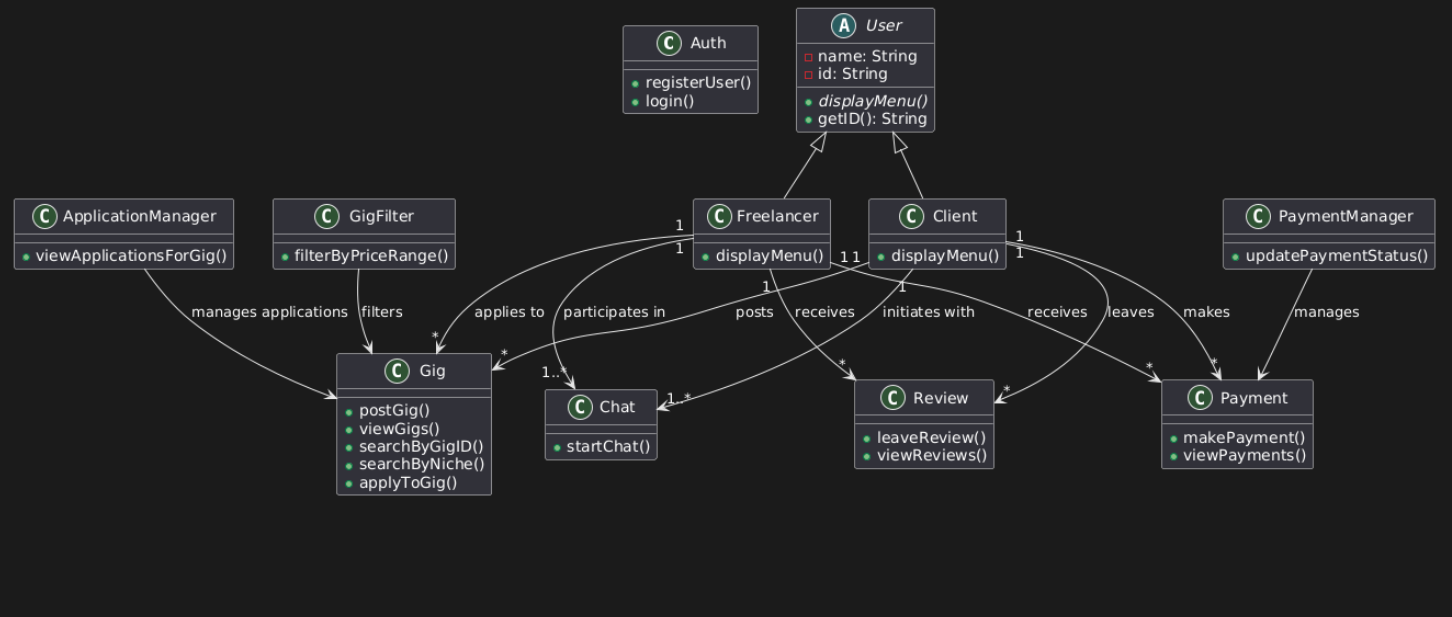 C Auth
registerUser()
login()
A User
name: String
id: String
displayMenu()
getID(): String
C ApplicationManager
viewApplicationsForGig()
C GigFilter
filterByPriceRange()
C Freelancer
displayMenu()
C Client
displayMenu()
C PaymentManager
updatePaymentStatus()
1
1
1
1
1
1
1
1
manages applications
filters
applies to
participates in
posts
receives
initiates with
receives
leaves
makes
manages
*
*
1..*
1..*
*
*
*
*
C Gig
postGig()
viewGigs()
searchByGigID()
searchByNiche()
applyToGig()
C Chat
startChat()
C Review
leaveReview()
viewReviews()
C Payment
makePayment()
viewPayments()